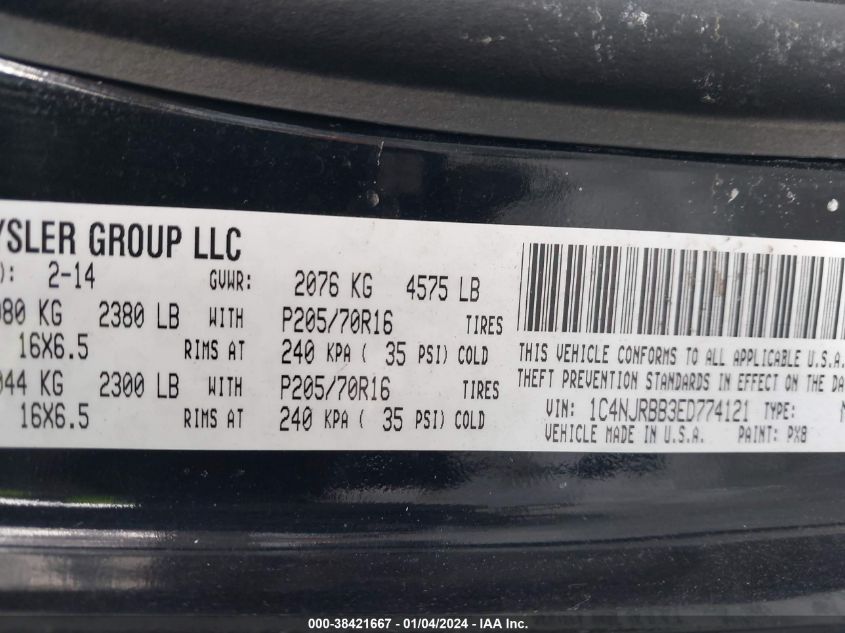 YSLER GROUP LLC
): 2-14 GVWR: 2076 KG 4575 LB
080 KG 2380 LB WITH P205/70R16 TIRES
16X6.5 RIMS AT 240 KPA ( 35 PSI) COLD
044 KG 2300 LB WITH P205/70R16 TIRES
16X6.5 RIMS AT 240 KPA ( 35 PSI) COLD
THIS VEHICLE CONFORMS TO ALL APPLICABLE U.S.A.
THEFT PREVENTION STANDARDS IN EFFECT ON THE DA
VIN: 1C4NJRBB3ED774121 TYPE:
VEHICLE MADE IN U.S.A. PAINT: PX8
000-38421667 - 01/04/2024 - IAA Inc.